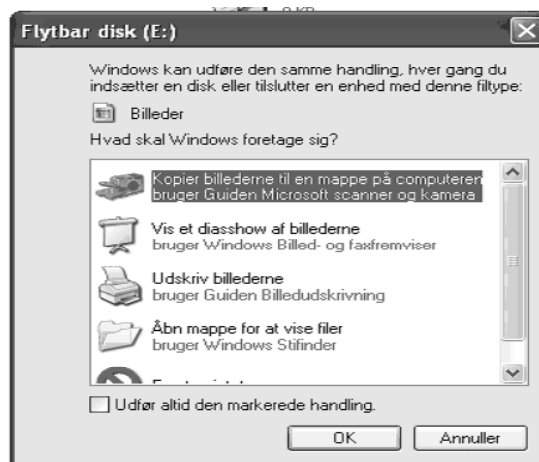 Flytbar disk (E:)
Windows kan udføre den samme handling, hver gang du
indsætter en disk eller tilslutter en enhed med denne filtype:
Billeder
Hvad skal Windows foretage sig?
Kopier billederne til en mappe på computeren
bruger Guiden Microsoft scanner og kamera
Vis et diasshow af billederne
bruger Windows Billed- og faxfremviser
Udskriv billederne
bruger Guiden Billedudskrivning
Åbn mappe for at vise filer
bruger Windows Stifinder
Udfør altid den markerede handling.
OK
Annuller